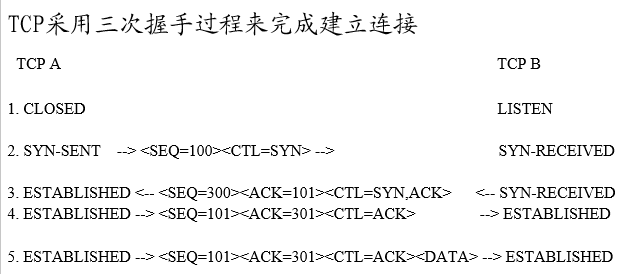 TCP采用三次握手过程来完成建立连接
TCP A TCP B
1. CLOSED LISTEN
2. SYN-SENT --> <SEQ=100><CTL=SYN> --> SYN-RECEIVED
3. ESTABLISHED <-- <SEQ=300><ACK=101><CTL=SYN,ACK> <-- SYN-RECEIVED
4. ESTABLISHED --> <SEQ=101><ACK=301><CTL=ACK> --> ESTABLISHED
5. ESTABLISHED --> <SEQ=101><ACK=301><CTL=ACK><DATA> --> ESTABLISHED